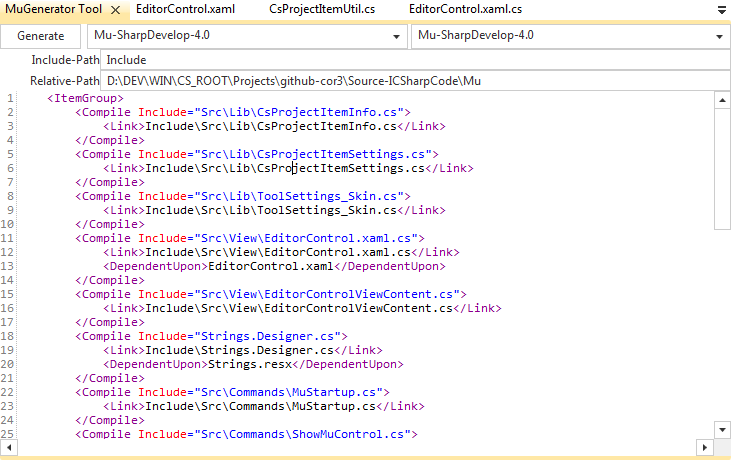 MuGenerator Tool EditorControl.xaml CsProjectItemUtil.cs EditorControl.xaml.cs
Generate Mu-SharpDevelop-4.0 Mu-SharpDevelop-4.0
Include-Path Include
Relative-Path D:\DEV\WIN\CS_ROOT\Projects\github-cor3\Source-ICSharpCode\Mu
1 <ItemGroup>
2 <Compile Include="Src\Lib\CsProjectItemInfo.cs">
3 <Link>Include\Src\Lib\CsProjectItemInfo.cs</Link>
4 </Compile>
5 <Compile Include="Src\Lib\CsProjectItemSettings.cs">
6 <Link>Include\Src\Lib\CsProjectItemSettings.cs</Link>
7 </Compile>
8 <Compile Include="Src\Lib\ToolSettings_Skin.cs">
9 <Link>Include\Src\Lib\ToolSettings_Skin.cs</Link>
10 </Compile>
11 <Compile Include="Src\View\EditorControl.xaml.cs">
12 <Link>Include\Src\View\EditorControl.xaml.cs</Link>
13 <DependentUpon>EditorControl.xaml</DependentUpon>
14 </Compile>
15 <Compile Include="Src\View\EditorControlViewContent.cs">
16 <Link>Include\Src\View\EditorControlViewContent.cs</Link>
17 </Compile>
18 <Compile Include="Strings.Designer.cs">
19 <Link>Include\Strings.Designer.cs</Link>
20 <DependentUpon>Strings.resx</DependentUpon>
21 </Compile>
22 <Compile Include="Src\Commands\MuStartup.cs">
23 <Link>Include\Src\Commands\MuStartup.cs</Link>
24 </Compile>
25 <Compile Include="Src\Commands\ShowMuControl.cs">